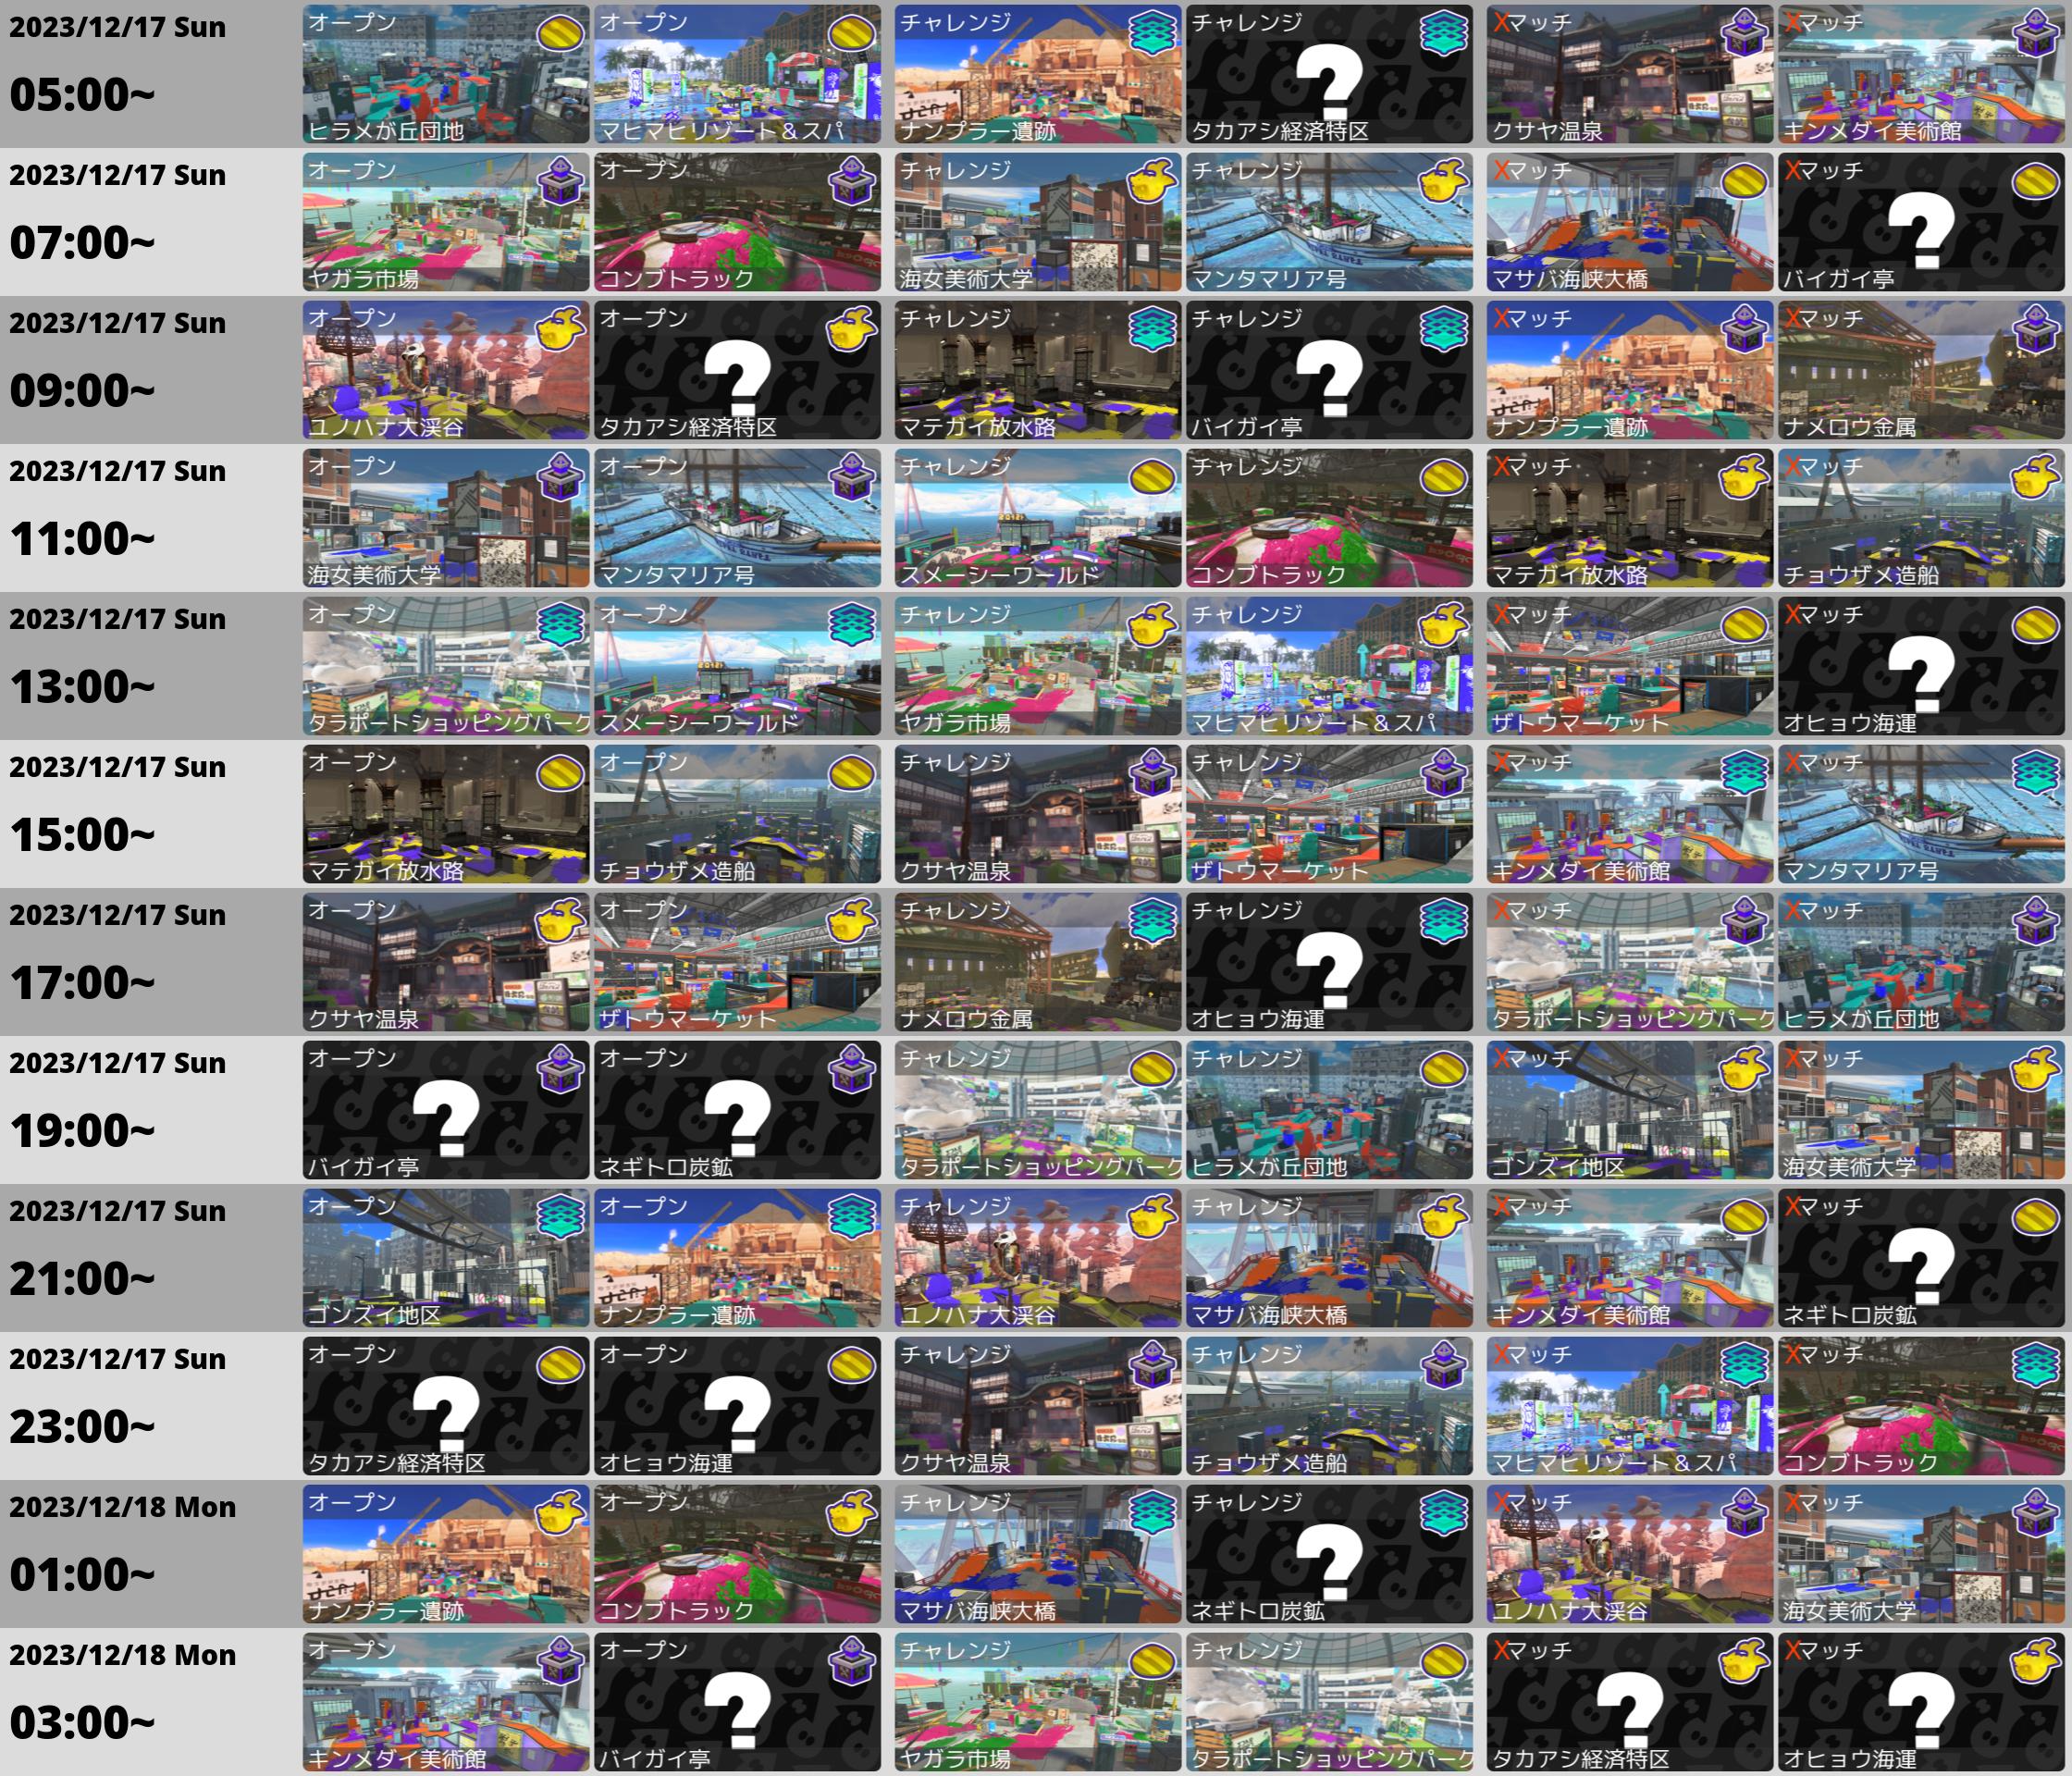 2023/12/17 Sun
05:00~
オープン オープン チャレンジ チャレンジ Xマッチ Xマッチ
ヒラメが丘団地 マヒマヒリゾート＆スパ ナンプラー遺跡 タカアシ経済特区 クサヤ温泉 キンメダイ美術館
2023/12/17 Sun
07:00~
オープン オープン チャレンジ チャレンジ Xマッチ Xマッチ
ヤガラ市場 コンブトラック 海女美術大学 マンタマリア号 マサバ海峡大橋 バイガイ亭
2023/12/17 Sun
09:00~
オープン オープン チャレンジ チャレンジ Xマッチ Xマッチ
ユノハナ大渓谷 タカアシ経済特区 マテガイ放水路 バイガイ亭 ナンプラー遺跡 ナメロウ金属
2023/12/17 Sun
11:00~
オープン オープン チャレンジ チャレンジ Xマッチ Xマッチ
海女美術大学 マンタマリア号 スメーシーワールド コンブトラック マテガイ放水路 チョウザメ造船
2023/12/17 Sun
13:00~
オープン オープン チャレンジ チャレンジ Xマッチ Xマッチ
タラポートショッピングパーク スメーシーワールド ヤガラ市場 マヒマヒリゾート＆スパ ザトウマーケット オヒョウ海運
2023/12/17 Sun
15:00~
オープン オープン チャレンジ チャレンジ Xマッチ Xマッチ
マテガイ放水路 チョウザメ造船 クサヤ温泉 ザトウマーケット キンメダイ美術館 マンタマリア号
2023/12/17 Sun
17:00~
オープン オープン チャレンジ チャレンジ Xマッチ Xマッチ
クサヤ温泉 ザトウマーケット ナメロウ金属 オヒョウ海運 タラポートショッピングパーク ヒラメが丘団地
2023/12/17 Sun
19:00~
オープン オープン チャレンジ チャレンジ Xマッチ Xマッチ
バイガイ亭 ネギトロ炭鉱 タラポートショッピングパーク ヒラメが丘団地 ゴンズイ地区 海女美術大学
2023/12/17 Sun
21:00~
オープン オープン チャレンジ チャレンジ Xマッチ Xマッチ
ゴンズイ地区 ナンプラー遺跡 ユノハナ大渓谷 マサバ海峡大橋 キンメダイ美術館 ネギトロ炭鉱
2023/12/17 Sun
23:00~
オープン オープン チャレンジ チャレンジ Xマッチ Xマッチ
タカアシ経済特区 オヒョウ海運 クサヤ温泉 チョウザメ造船 マヒマヒリゾート＆スパ コンブトラック
2023/12/18 Mon
01:00~
オープン オープン チャレンジ チャレンジ Xマッチ Xマッチ
ナンプラー遺跡 コンブトラック マサバ海峡大橋 ネギトロ炭鉱 ユノハナ大渓谷 海女美術大学
2023/12/18 Mon
03:00~
オープン オープン チャレンジ チャレンジ Xマッチ Xマッチ
キンメダイ美術館 バイガイ亭 ヤガラ市場 タラポートショッピングパーク タカアシ経済特区 オヒョウ海運